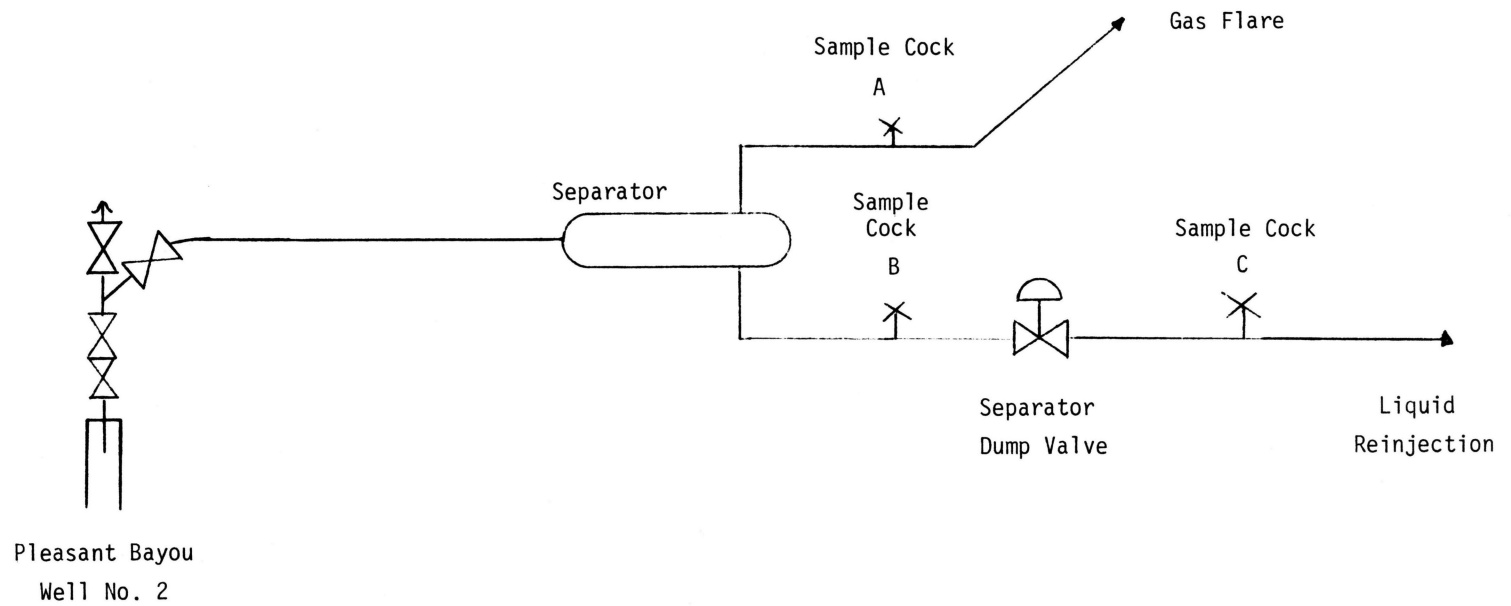 Gas Flare
Sample Cock
A
Separator
Sample
Cock
B
Sample Cock
C
Separator
Dump Valve
Liquid
Reinjection
Pleasant Bayou
Well No. 2